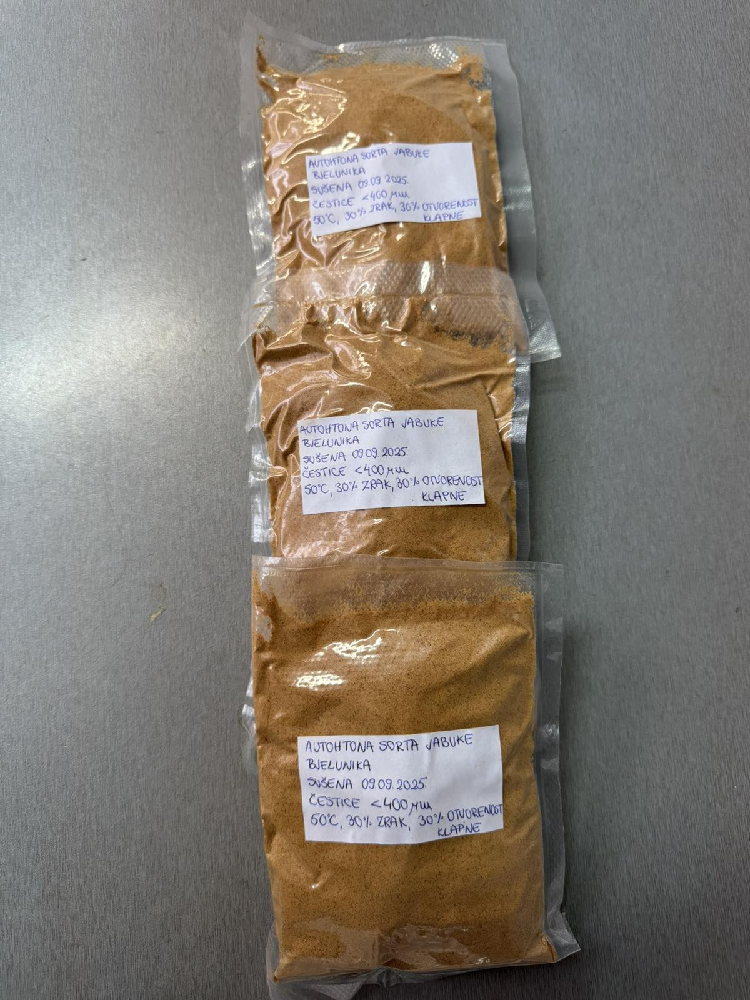 AUTOHTONA SORTA JABUKE
BJELUNIKA
SUŠENA 09.09.2025.
ČESTICE <400 μm
50°C, 30% ZRAK, 30% OTVORENOST
KLAPNE
AUTOHTONA SORTA JABUKE
BJELUNIKA
SUŠENA 09.09.2025.
ČESTICE <400 μm
50°C, 30% ZRAK, 30% OTVORENOST
KLAPNE
AUTOHTONA SORTA JABUKE
BJELUNIKA
SUŠENA 09.09.2025.
ČESTICE <400 μm
50°C, 30% ZRAK, 30% OTVORENOST
KLAPNE